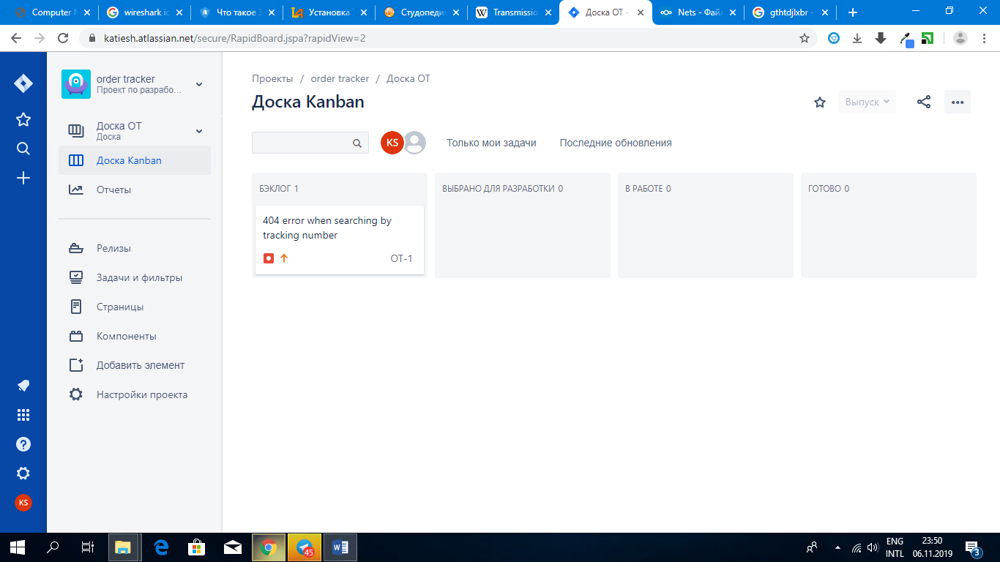 Computer N
wireshark ic
Что такое З
Установка
Студопедия
Transmissio
Доска ОТ -
Nets - Файл
gthtdjlxbr -
katiesh.atlassian.net/secure/RapidBoard.jspa?rapidView=2
order tracker
Проект по разрабо...
Доска ОТ
Доска
Доска Kanban
Отчеты
Релизы
Задачи и фильтры
Страницы
Компоненты
Добавить элемент
Настройки проекта
KS
Проекты / order tracker / Доска ОТ
Доска Kanban
Выпуск
KS
Только мои задачи
Последние обновления
БЭКЛОГ 1
ВЫБРАНО ДЛЯ РАЗРАБОТКИ 0
В РАБОТЕ 0
ГОТОВО 0
404 error when searching by
tracking number
OT-1
45
ENG
INTL
23:50
06.11.2019
3